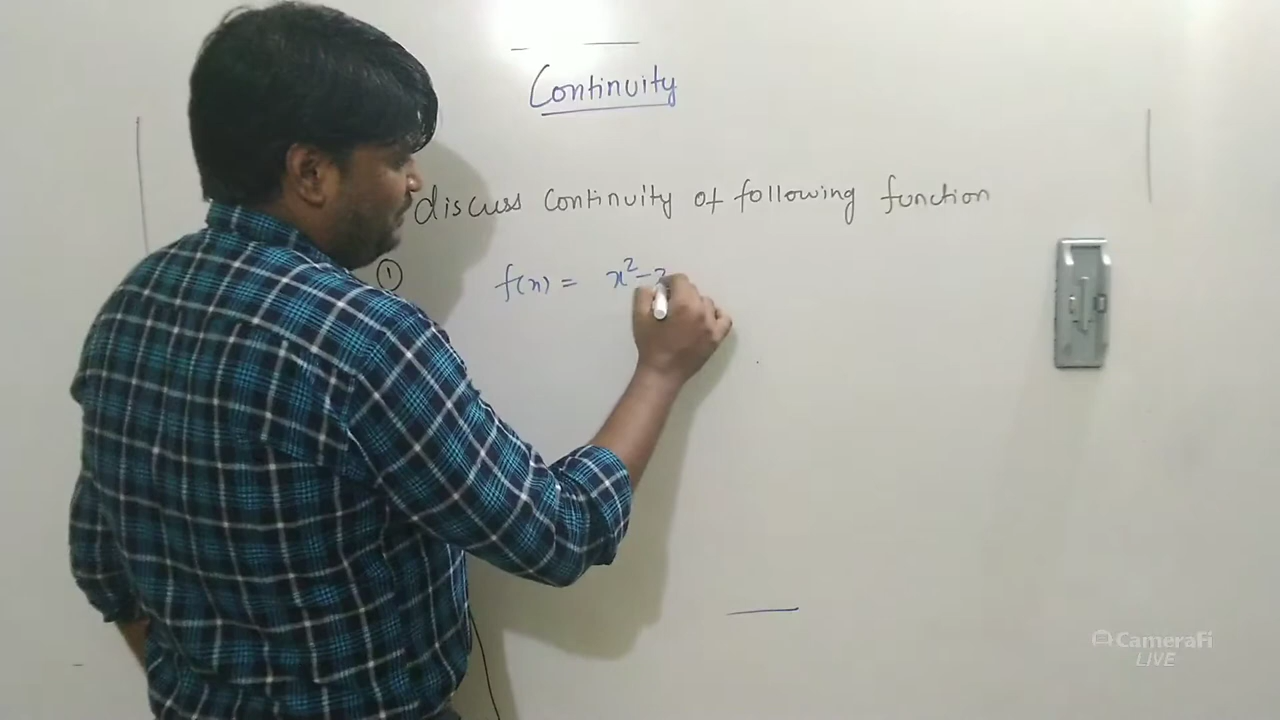 Continuity
discuss continuity of following function
① f(x) = x² -
CameraFi
LIVE